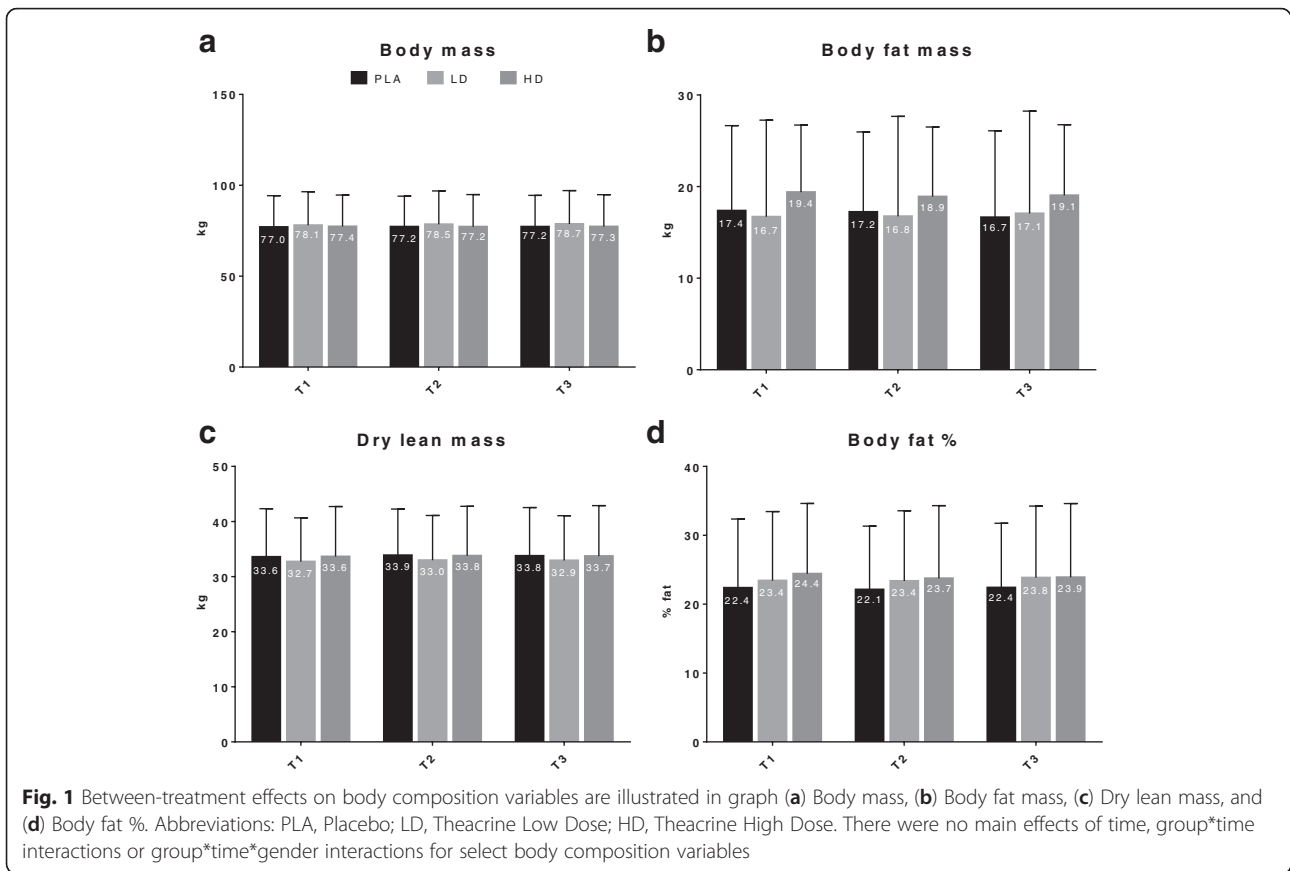 a
Body mass
PLA LD HD
150
100
50
0
kg
77.0 78.1 77.4 77.2 78.5 77.2 77.2 78.7 77.3
T1 T2 T3
b
Body fat mass
30
20
10
0
kg
17.4 16.7 19.4 17.2 16.8 18.9 16.7 17.1 19.1
T1 T2 T3
c
Dry lean mass
50
40
30
20
10
0
kg
33.6 32.7 33.6 33.9 33.0 33.8 33.8 32.9 33.7
T1 T2 T3
d
Body fat %
40
30
20
10
0
% fat
22.4 23.4 24.4 22.1 23.4 23.7 22.4 23.8 23.9
T1 T2 T3
Fig. 1 Between-treatment effects on body composition variables are illustrated in graph (a) Body mass, (b) Body fat mass, (c) Dry lean mass, and
(d) Body fat %. Abbreviations: PLA, Placebo; LD, Theacrine Low Dose; HD, Theacrine High Dose. There were no main effects of time, group*time
interactions or group*time*gender interactions for select body composition variables